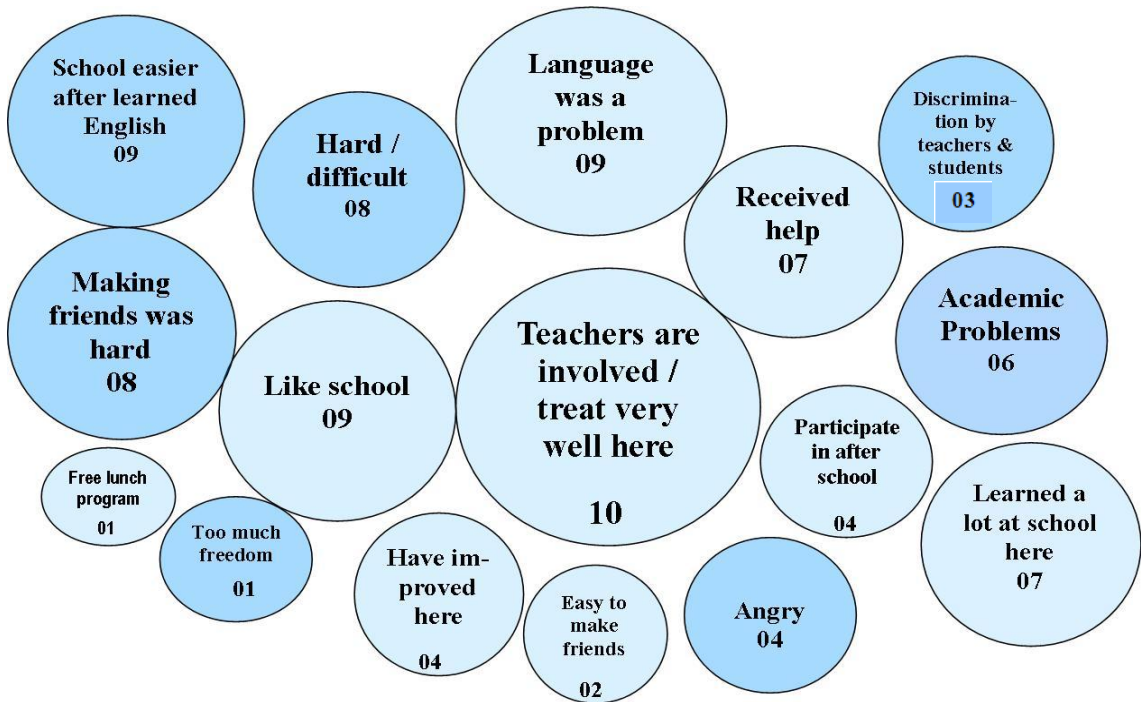 School easier
after learned
English
09
Hard /
difficult
08
Language
was a
problem
09
Received
help
07
Discrimina-
tion by
teachers &
students
03
Making
friends was
hard
08
Like school
09
Teachers are
involved /
treat very
well here
10
Academic
Problems
06
Free lunch
program
01
Too much
freedom
01
Have im-
proved
here
04
Easy to
make
friends
02
Angry
04
Participate
in after
school
04
Learned a
lot at school
here
07